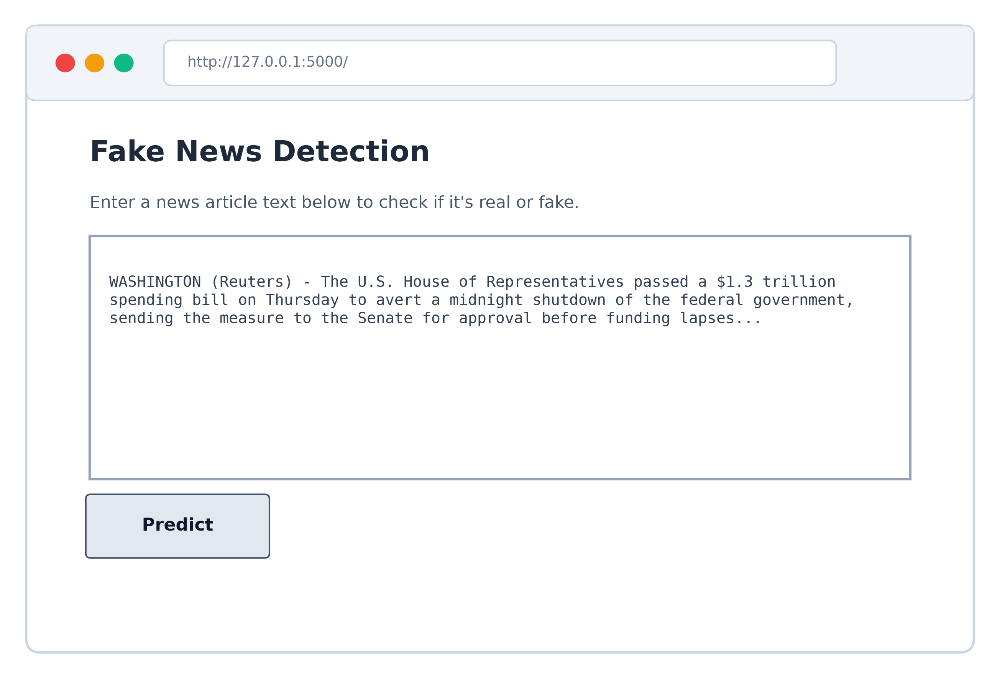 http://127.0.0.1:5000/
Fake News Detection
Enter a news article text below to check if it's real or fake.
WASHINGTON (Reuters) - The U.S. House of Representatives passed a $1.3 trillion
spending bill on Thursday to avert a midnight shutdown of the federal government,
sending the measure to the Senate for approval before funding lapses...
Predict